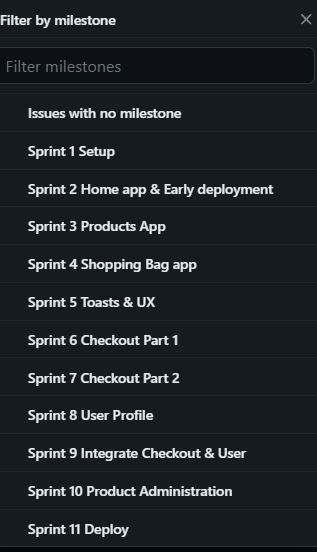 Filter by milestone
Filter milestones
Issues with no milestone
Sprint 1 Setup
Sprint 2 Home app & Early deployment
Sprint 3 Products App
Sprint 4 Shopping Bag app
Sprint 5 Toasts & UX
Sprint 6 Checkout Part 1
Sprint 7 Checkout Part 2
Sprint 8 User Profile
Sprint 9 Integrate Checkout & User
Sprint 10 Product Administration
Sprint 11 Deploy